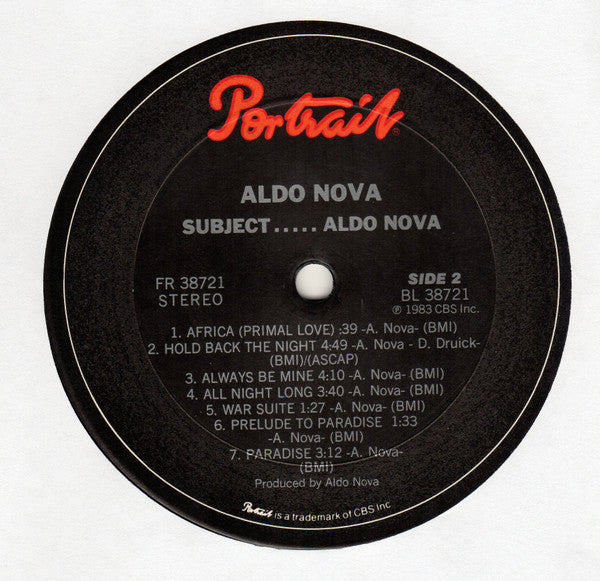 Portrait®
ALDO NOVA
SUBJECT..... ALDO NOVA
FR 38721
STEREO
SIDE 2
BL 38721
℗ 1983 CBS Inc.
1. AFRICA (PRIMAL LOVE) :39 -A. Nova- (BMI)
2. HOLD BACK THE NIGHT 4:49 -A. Nova - D. Druick-
(BMI)/(ASCAP)
3. ALWAYS BE MINE 4:10 -A. Nova- (BMI)
4. ALL NIGHT LONG 3:40 -A. Nova- (BMI)
5. WAR SUITE 1:27 -A. Nova- (BMI)
6. PRELUDE TO PARADISE 1:33
-A. Nova- (BMI)
7. PARADISE 3:12 -A. Nova-
(BMI)
Produced by Aldo Nova
Portrait is a trademark of CBS Inc